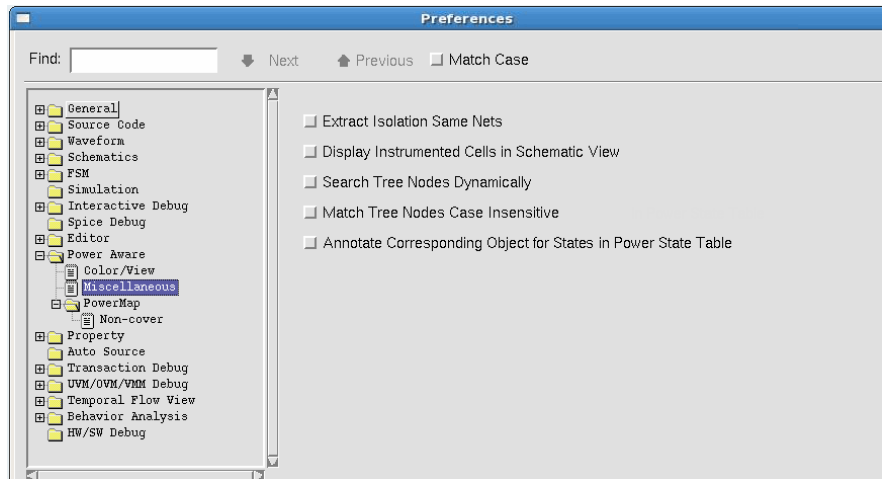 Preferences
Find: Next Previous Match Case
General
Source Code
Waveform
Schematics
FSM
Simulation
Interactive Debug
Spice Debug
Editor
Power Aware
Color/View
Miscellaneous
PowerMap
Non-cover
Property
Auto Source
Transaction Debug
UVM/OVM/VMM Debug
Temporal Flow View
Behavior Analysis
HW/SW Debug
Extract Isolation Same Nets
Display Instrumented Cells in Schematic View
Search Tree Nodes Dynamically
Match Tree Nodes Case Insensitive
Annotate Corresponding Object for States in Power State Table